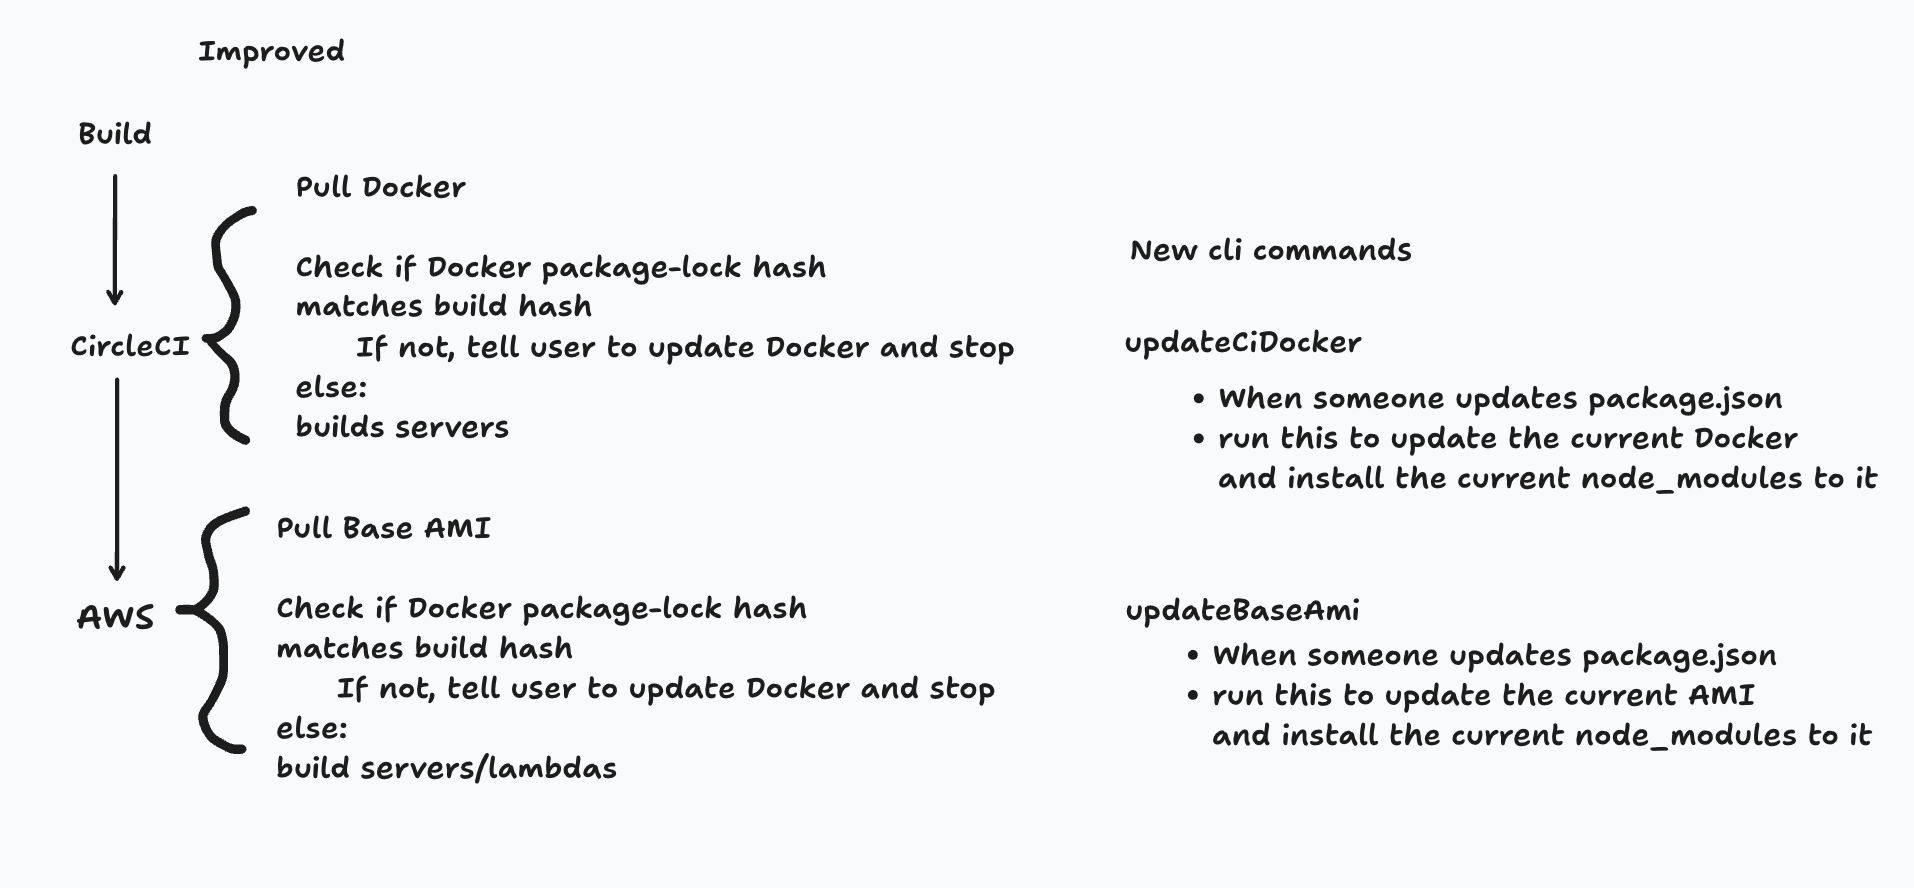 Improved
Build
Pull Docker
Check if Docker package-lock hash
matches build hash
If not, tell user to update Docker and stop
else:
builds servers
CircleCI
Pull Base AMI
Check if Docker package-lock hash
matches build hash
If not, tell user to update Docker and stop
else:
build servers/lambdas
AWS
New cli commands
updateCiDocker
• When someone updates package.json
• run this to update the current Docker
and install the current node_modules to it
updateBaseAmi
• When someone updates package.json
• run this to update the current AMI
and install the current node_modules to it